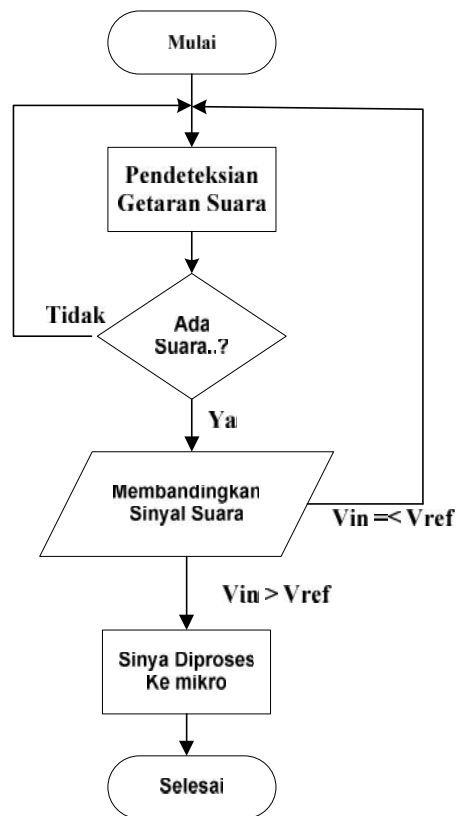 Mulai
Pendeteksian
Getaran Suara
Tidak
Ada
Suara..?
Ya
Membandingkan
Sinyal Suara
Vin =< Vref
Vin > Vref
Sinya Diproses
Ke mikro
Selesai